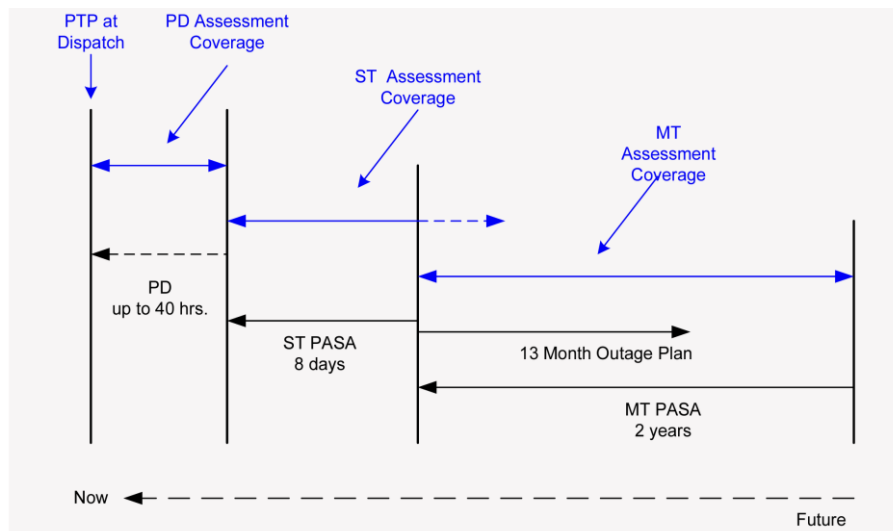 PTP at
Dispatch
PD Assessment
Coverage
ST Assessment
Coverage
MT
Assessment
Coverage
PD
up to 40 hrs.
ST PASA
8 days
13 Month Outage Plan
MT PASA
2 years
Now
Future